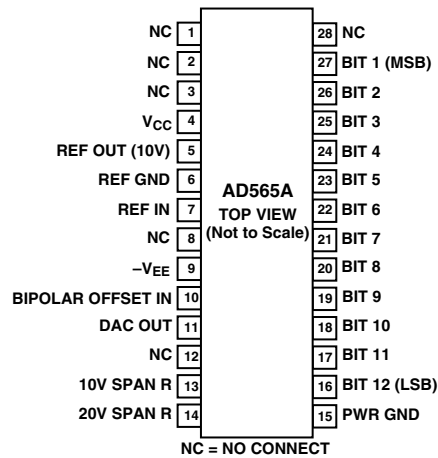 NC 1
NC 2
NC 3
VCC 4
REF OUT (10V) 5
REF GND 6
REF IN 7
NC 8
–VEE 9
BIPOLAR OFFSET IN 10
DAC OUT 11
NC 12
10V SPAN R 13
20V SPAN R 14
AD565A
TOP VIEW
(Not to Scale)
28 NC
27 BIT 1 (MSB)
26 BIT 2
25 BIT 3
24 BIT 4
23 BIT 5
22 BIT 6
21 BIT 7
20 BIT 8
19 BIT 9
18 BIT 10
17 BIT 11
16 BIT 12 (LSB)
15 PWR GND
NC = NO CONNECT